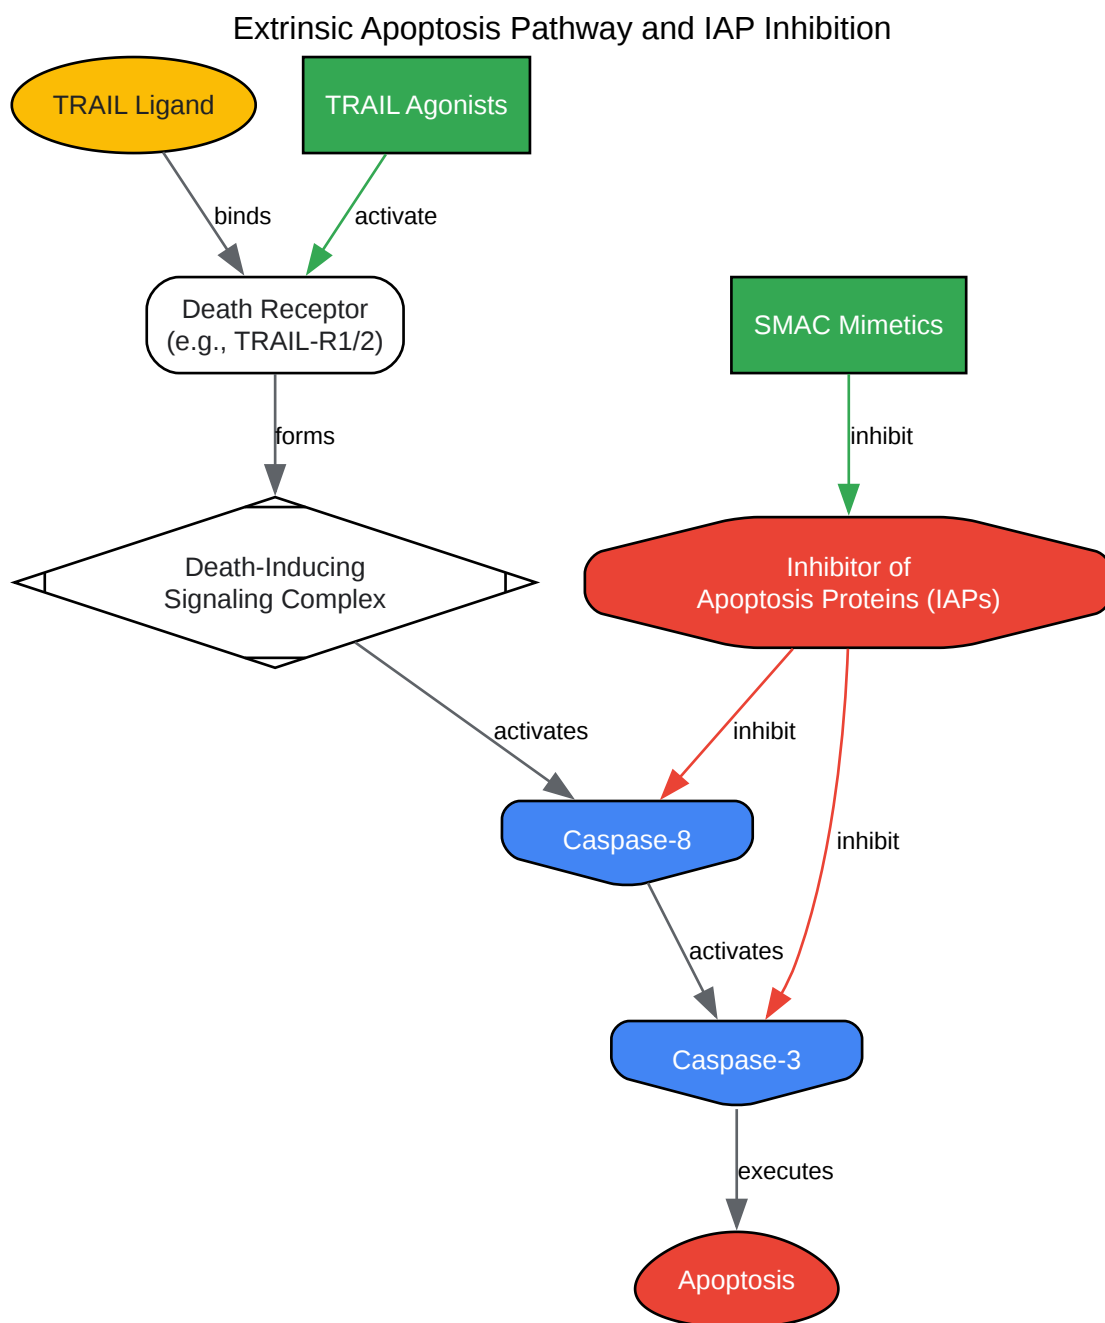 Extrinsic Apoptosis Pathway and IAP Inhibition
TRAIL Ligand
TRAIL Agonists
binds
activate
Death Receptor
(e.g., TRAIL-R1/2)
SMAC Mimetics
forms
inhibit
Death-Inducing
Signaling Complex
Inhibitor of
Apoptosis Proteins (IAPs)
activates
inhibit
Caspase-8
inhibit
activates
Caspase-3
executes
Apoptosis